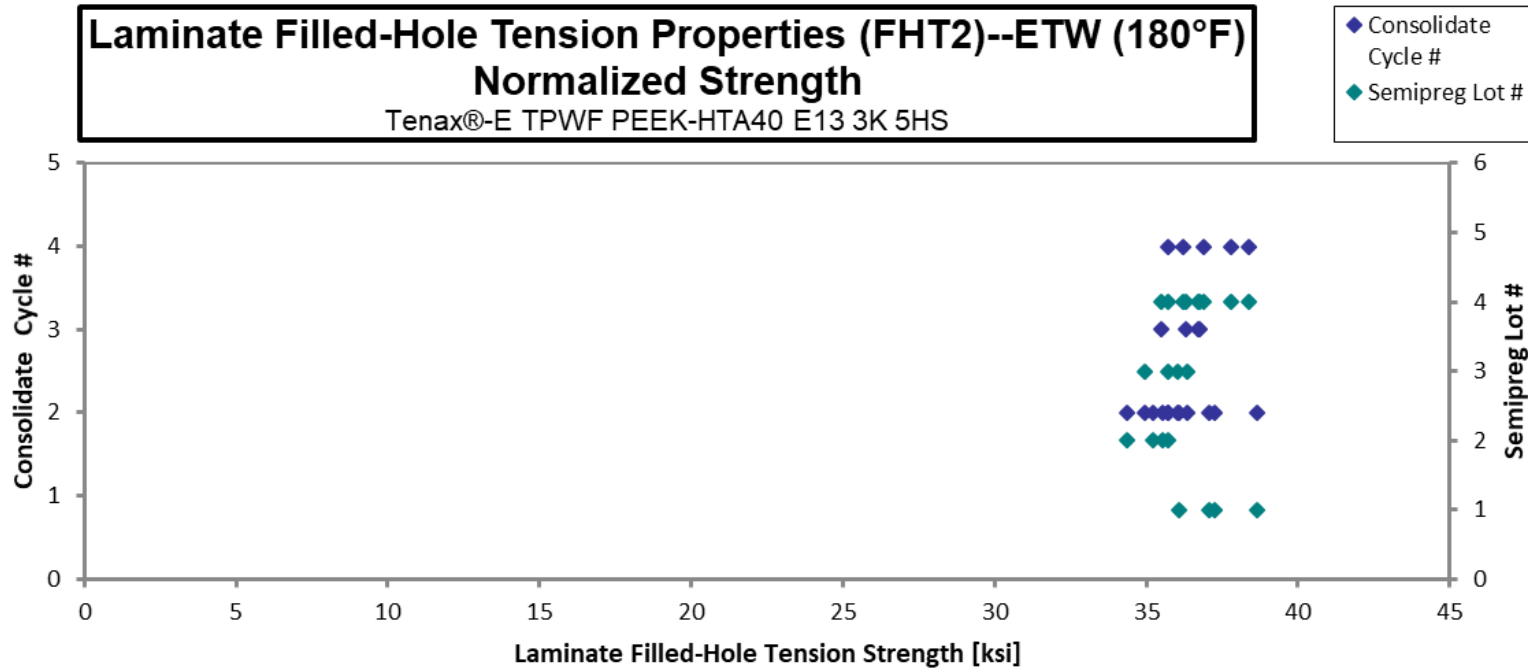 Laminate Filled-Hole Tension Properties (FHT2)--ETW (180°F)
Normalized Strength
Tenax®-E TPWF PEEK-HTA40 E13 3K 5HS
Consolidate
Cycle #
Semipreg Lot #
5
4
3
2
1
0
Consolidate Cycle #
6
5
4
3
2
1
0
Semipreg Lot #
0 5 10 15 20 25 30 35 40 45
Laminate Filled-Hole Tension Strength [ksi]